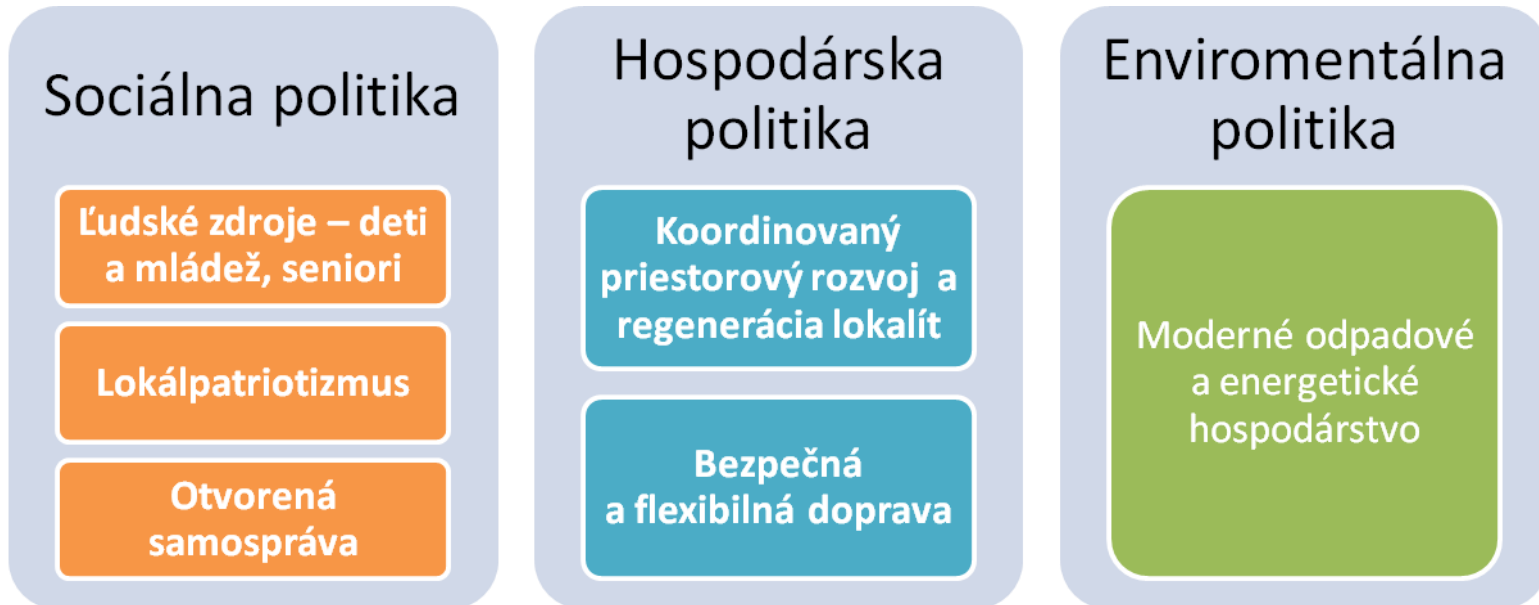 Sociálna politika
Ľudské zdroje – deti
a mládež, seniori
Lokálpatriotizmus
Otvorená
samospráva
Hospodárska
politika
Koordinovaný
priestorový rozvoj a
regenerácia lokalít
Bezpečná
a flexibilná doprava
Enviromentálna
politika
Moderné odpadové
a energetické
hospodárstvo